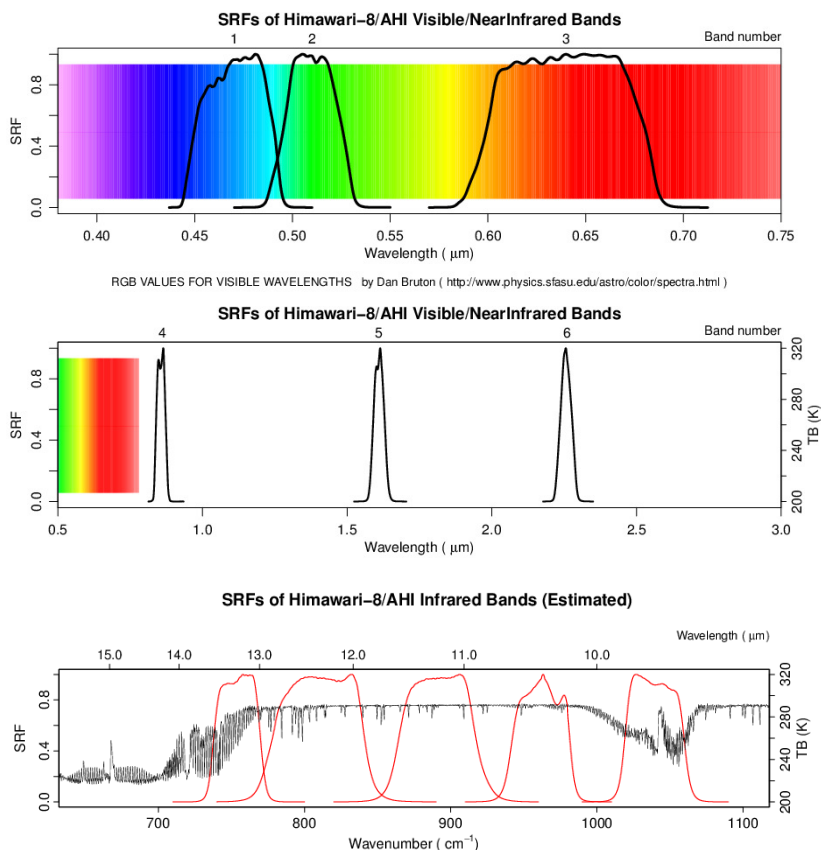 SRFs of Himawari−8/AHI Visible/NearInfrared Bands
1 2 3 Band number
SRF
0.0 0.4 0.8
0.40 0.45 0.50 0.55 0.60 0.65 0.70 0.75
Wavelength ( μm)
RGB VALUES FOR VISIBLE WAVELENGTHS by Dan Bruton ( http://www.physics.sfasu.edu/astro/color/spectra.html )
SRFs of Himawari−8/AHI Visible/NearInfrared Bands
4 5 6 Band number
SRF
0.0 0.4 0.8
200 240 280 320
TB (K)
0.5 1.0 1.5 2.0 2.5 3.0
Wavelength ( μm)
SRFs of Himawari−8/AHI Infrared Bands (Estimated)
Wavelength ( μm)
15.0 14.0 13.0 12.0 11.0 10.0
SRF
0.0 0.4 0.8
200 240 280 320
TB (K)
700 800 900 1000 1100
Wavenumber ( cm−1)